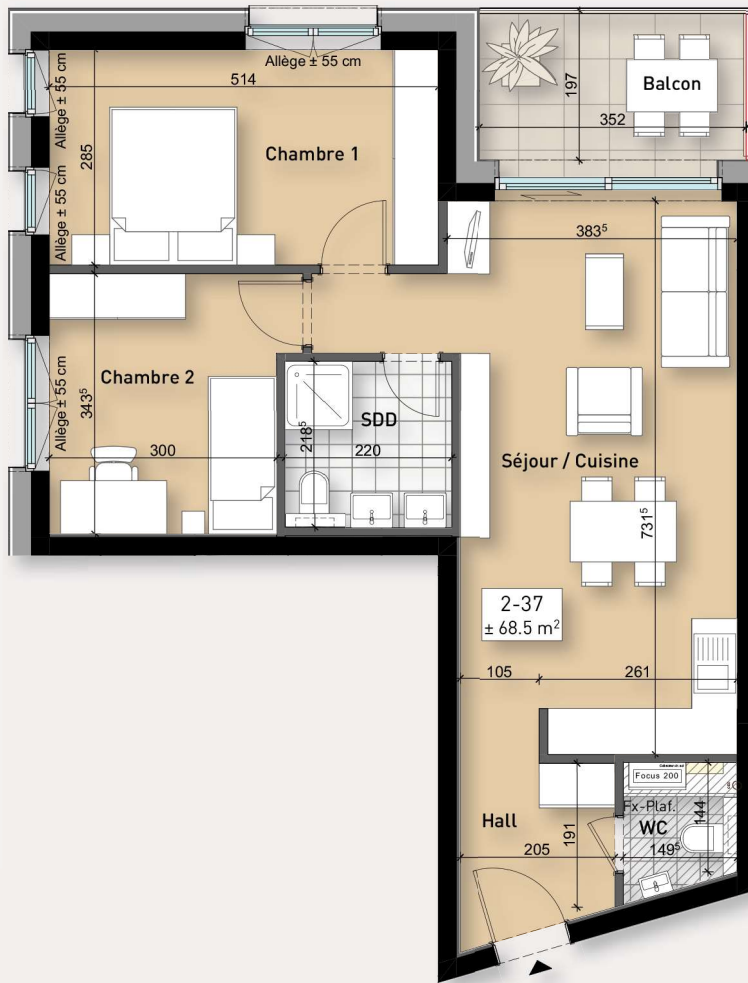 Allège ± 55 cm
514
Allège ± 55 cm
285
Chambre 1
Allège ± 55 cm
197
Balcon
352
383⁵
Chambre 2
Allège ± 55 cm
343⁵
300
SDD
218⁵
220
Séjour / Cuisine
731⁵
2-37
± 68.5 m²
105
261
Focus 200
Fx-Plaf.
144
Hall
191
WC
205
149⁵